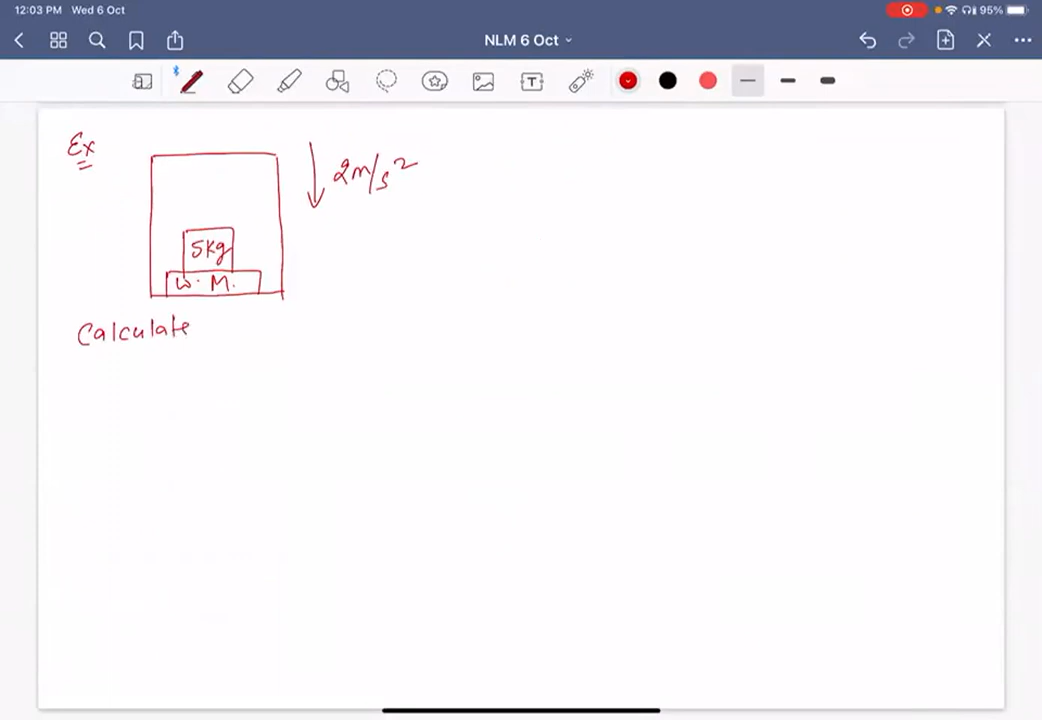 12:03 PM Wed 6 Oct
95%
NLM 6 Oct
T
Ex
2m/s²
5Kg
W. M.
Calculate